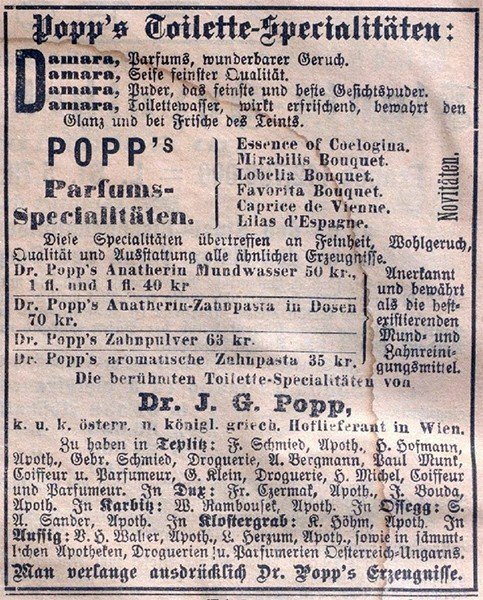 Popp's Toilette-Specialitäten:
Damara, Parfums, wunderbarer Geruch.
Damara, Seife feinster Qualität.
Damara, Puder, das feinste und beste Gesichtspuder.
Damara, Toilettewasser, wirkt erfrischend, bewahrt den
Glanz und bei Frische des Teints.
POPP's
Parfums-
Specialitäten.
Essence of Coelogina.
Mirabilis Bouquet.
Lobelia Bouquet.
Favorita Bouquet.
Caprice de Vienne.
Lilas d'Espagne.
Novitäten.
Diese Specialitäten übertreffen an Feinheit, Wohlgeruch,
Qualität und Ausstattung alle ähnlichen Erzeugnisse.
Dr. Popp's Anatherin Mundwasser 50 kr.,
1 fl. und 1 fl. 40 kr
Dr. Popp's Anatherin-Zahnpasta in Dosen
70 kr.
Dr. Popp's Zahnpulver 63 kr.
Dr. Popp's aromatische Zahnpasta 35 kr.
Anerkannt
und bewährt
als die best-
existierenden
Mund- und
Zahnreini-
gungsmittel.
Die berühmten Toilette-Specialitäten von
Dr. J. G. Popp,
k. u. k. österr. u. königl. griech. Hoflieferant in Wien.
Zu haben in Teplitz: F. Schmied, Apoth., H. Hofmann,
Apoth., Gebr. Schmied, Droguerie, A. Bergmann, Paul Munk,
Coiffeur u. Parfumeur, G. Klein, Droguerie, H. Michel, Coiffeur
und Parfumeur. In Dux: Fr. Czermak, Apoth., J. Bouda,
Apoth. In Karbitz: W. Rambousek, Apoth. In Ossegg: S.
A. Sander, Apoth. In Klostergrab: K. Höhm, Apoth. In
Aussig: V. H. Walter, Apoth., L. Herzum, Apoth., sowie in sämmt-
lichen Apotheken, Droguerien u. Parfumerien Oesterreich-Ungarns.
Man verlange ausdrücklich Dr. Popp's Erzeugnisse.